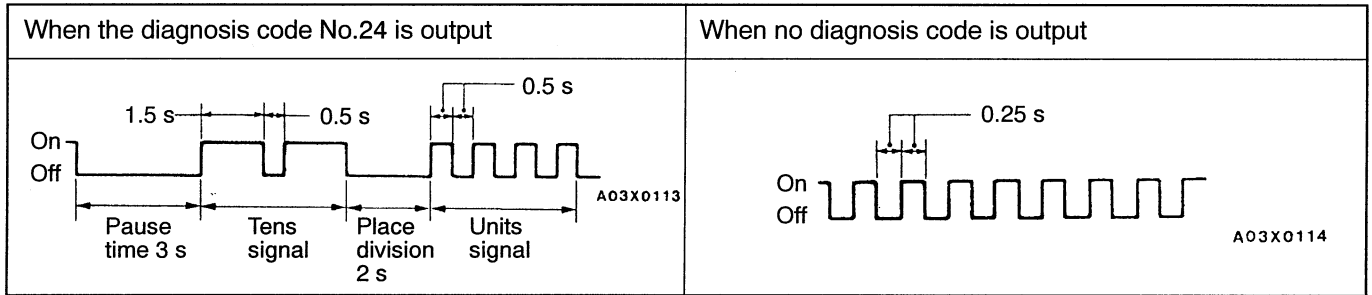 When the diagnosis code No.24 is output
When no diagnosis code is output
0.5 s
1.5 s
0.5 s
On
Off
A03X0113
Pause
time 3 s
Tens
signal
Place
division
2 s
Units
signal
0.25 s
On
Off
A03X0114